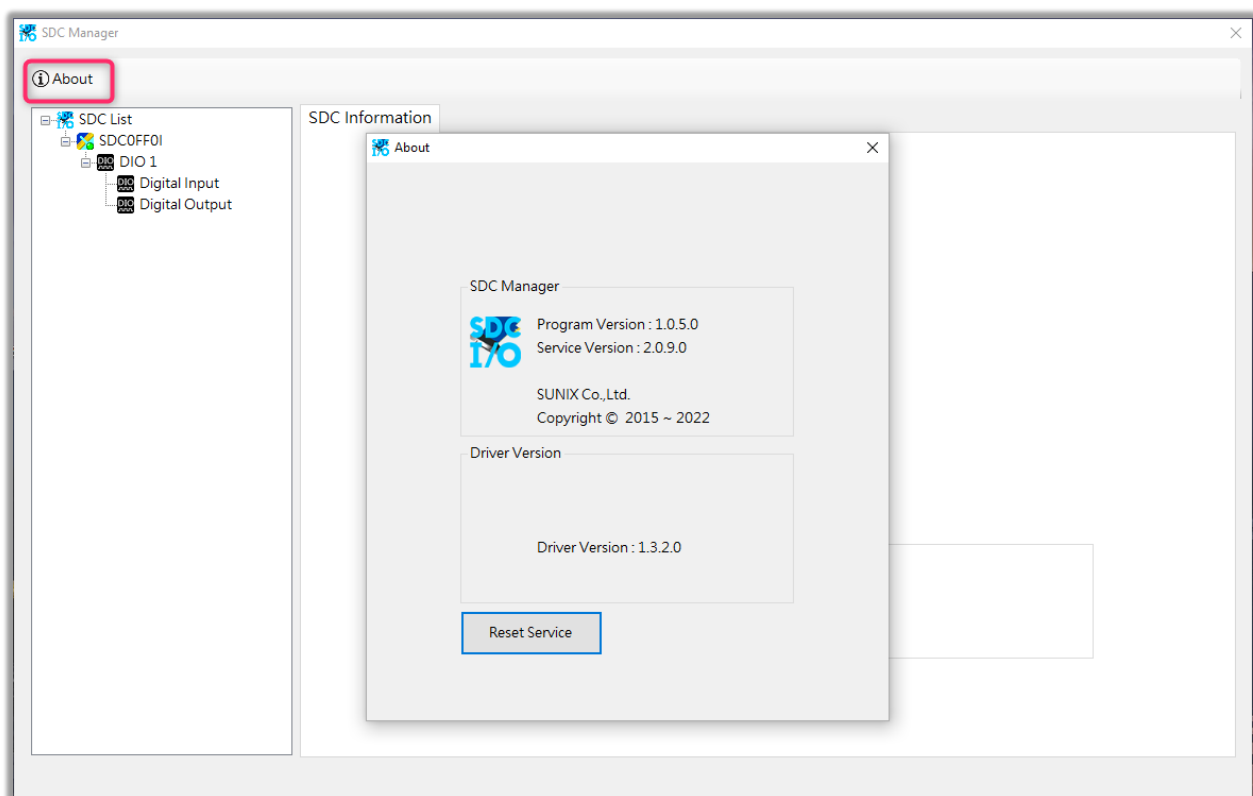 SDC Manager
About
SDC List
SDC0FF0I
DIO 1
Digital Input
Digital Output
SDC Information
About
SDC Manager
SDC
I/O
Program Version : 1.0.5.0
Service Version : 2.0.9.0
SUNIX Co.,Ltd.
Copyright © 2015 ~ 2022
Driver Version
Driver Version : 1.3.2.0
Reset Service